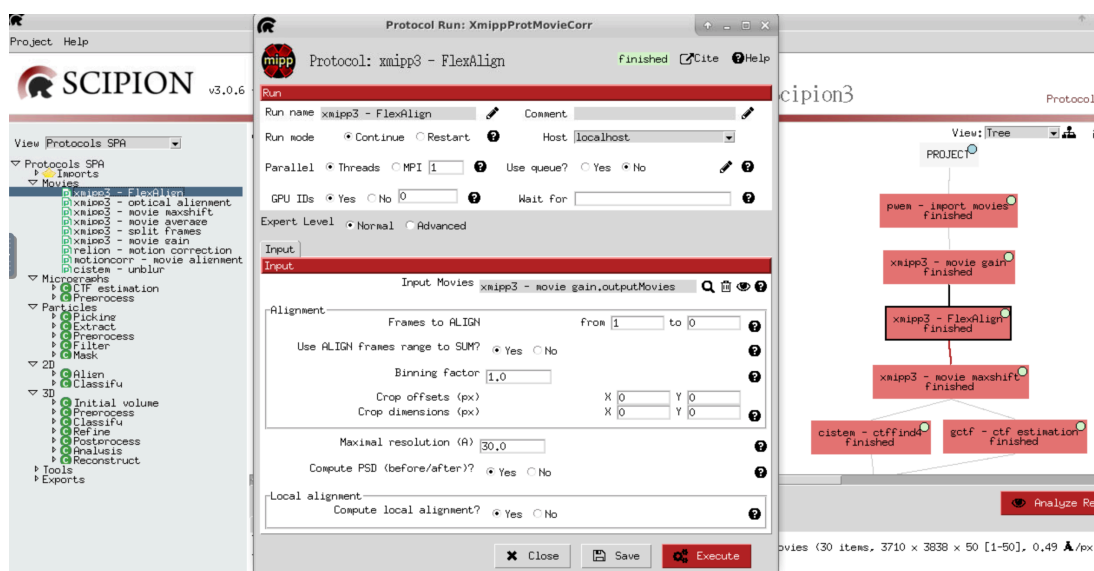 Protocol Run: XmippProtMovieCorr
Project Help
SCIPION v3.0.6
mipp Protocol: xmipp3 - FlexAlign finished Cite Help
cipion3
Protocol
Run
Run name xmipp3 - FlexAlign Comment
Run mode Continue Restart Host localhost
Parallel Threads MPI 1 Use queue? Yes No
GPU IDs Yes No 0 Wait for
Expert Level Normal Advanced
Input
Input
Input Movies xmipp3 - movie gain.outputMovies
Alignment
Frames to ALIGN from 1 to 0
Use ALIGN frames range to SUM? Yes No
Binning factor 1.0
Crop offsets (px) X 0 Y 0
Crop dimensions (px) X 0 Y 0
Maximal resolution (A) 30.0
Compute PSD (before/after)? Yes No
Local alignment
Compute local alignment? Yes No
Close Save Execute
View Protocols SPA
Protocols SPA
Imports
Movies
xmipp3 - FlexAlign
xmipp3 - optical alignment
xmipp3 - movie maxshift
xmipp3 - movie average
xmipp3 - split frames
xmipp3 - movie gain
relion - motion correction
motioncorr - movie alignment
cistem - unblur
Micrographs
CTF estimation
Preprocess
Particles
Picking
Extract
Preprocess
Filter
Mask
2D
Align
Classify
3D
Initial volume
Preprocess
Classify
Refine
Postprocess
Analysis
Reconstruct
Tools
Exports
View: Tree
PROJECT
pwem - import movies
finished
xmipp3 - movie gain
finished
xmipp3 - FlexAlign
finished
xmipp3 - movie maxshift
finished
cistem - ctffind4
finished
gctf - ctf estimation
finished
Analyze Re
ovies (30 items, 3710 x 3838 x 50 [1-50], 0.49 Å/px